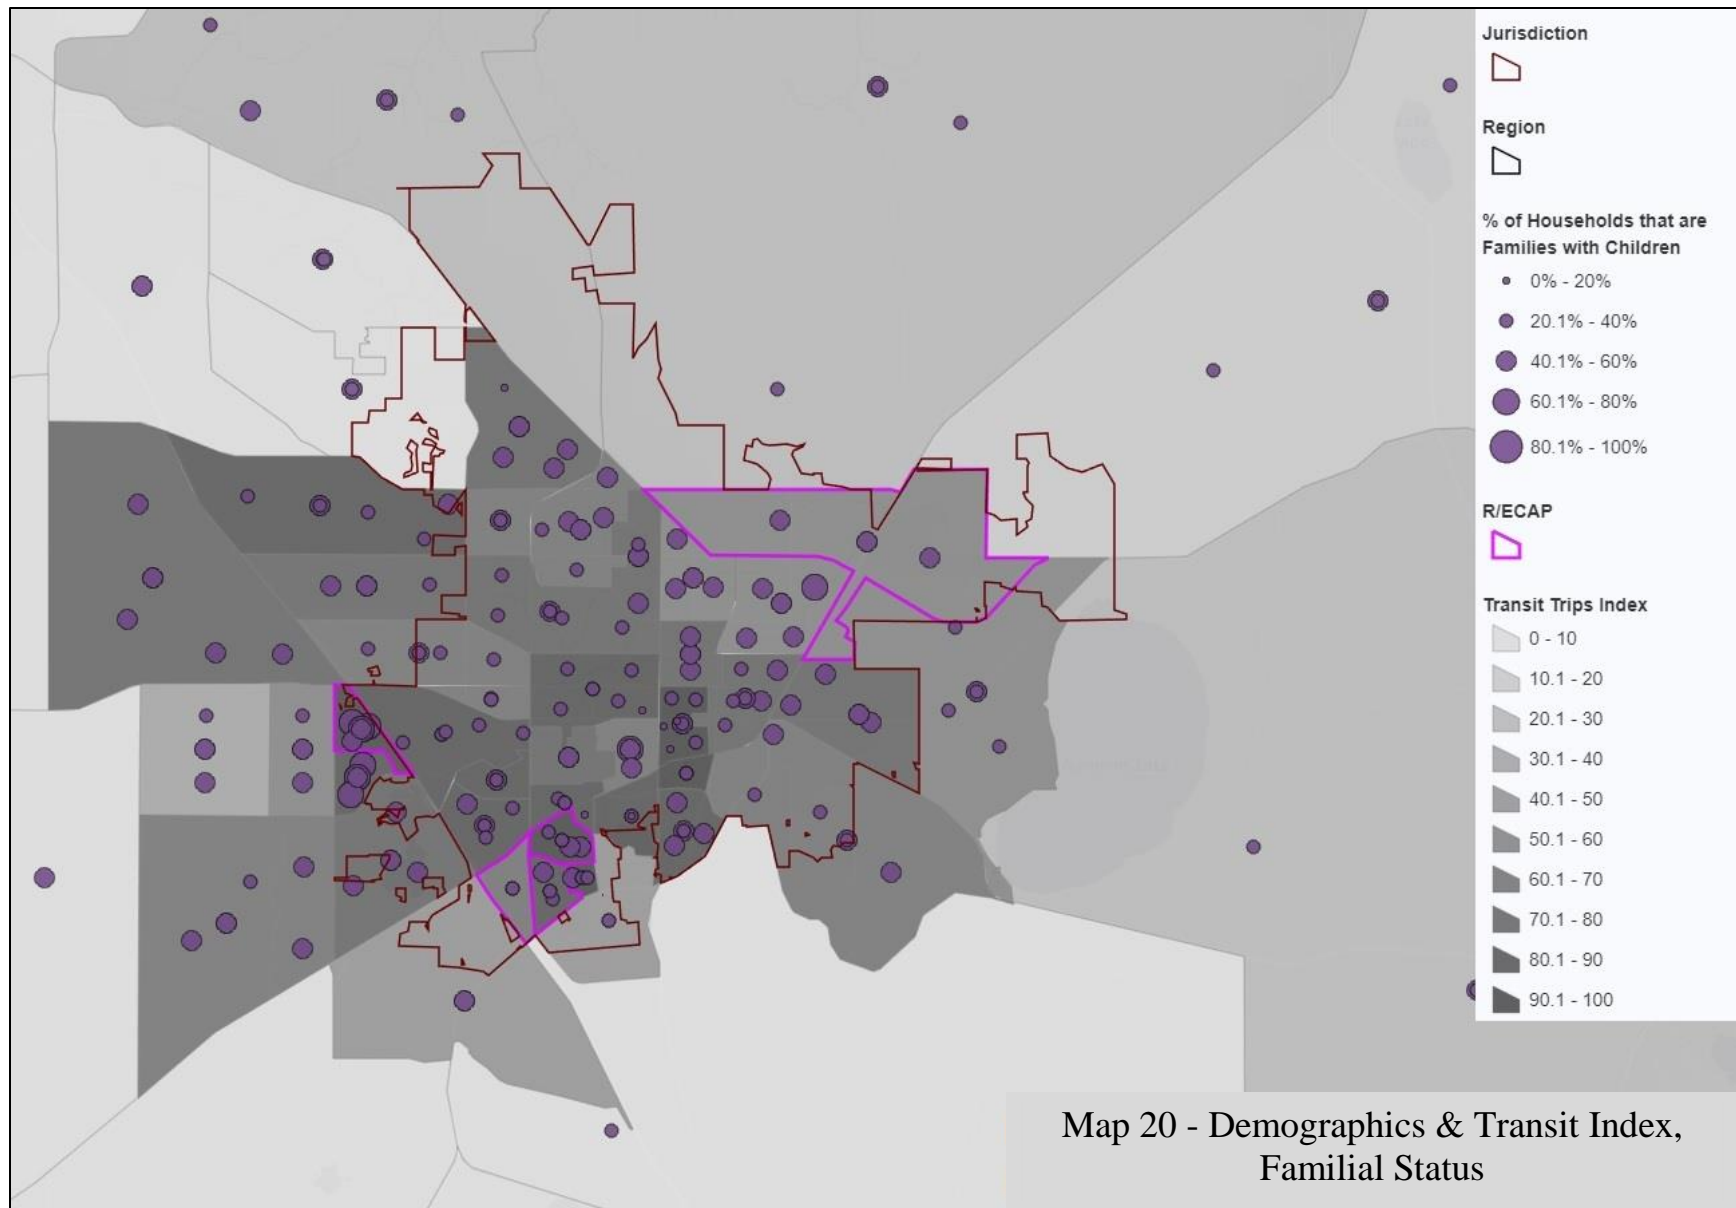 Jurisdiction
Region
% of Households that are
Families with Children
0% - 20%
20.1% - 40%
40.1% - 60%
60.1% - 80%
80.1% - 100%
R/ECAP
Transit Trips Index
0 - 10
10.1 - 20
20.1 - 30
30.1 - 40
40.1 - 50
50.1 - 60
60.1 - 70
70.1 - 80
80.1 - 90
90.1 - 100
Map 20 - Demographics & Transit Index,
Familial Status